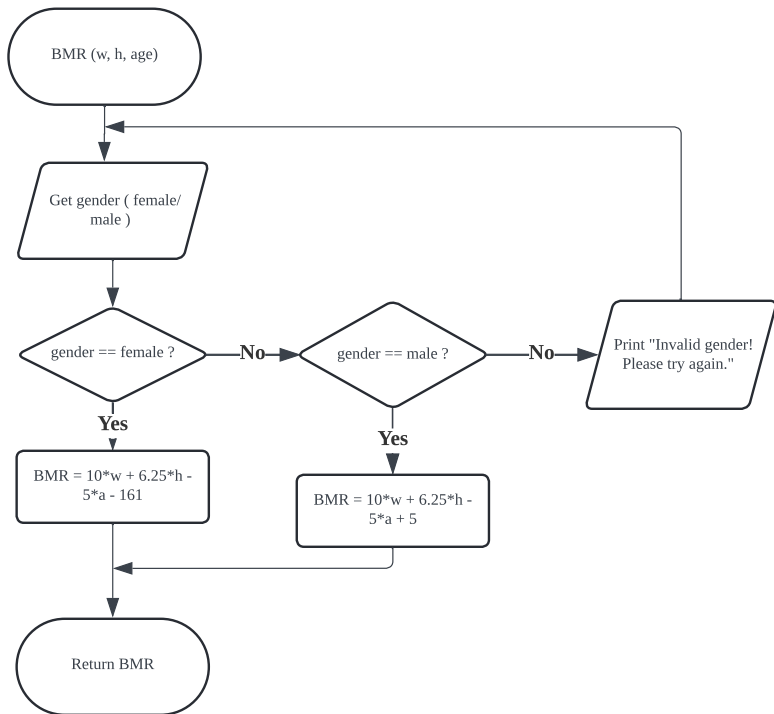 BMR (w, h, age)
Get gender ( female/
male )
gender == female ?
No
gender == male ?
No
Print "Invalid gender!
Please try again."
Yes
Yes
BMR = 10*w + 6.25*h -
5*a - 161
BMR = 10*w + 6.25*h -
5*a + 5
Return BMR